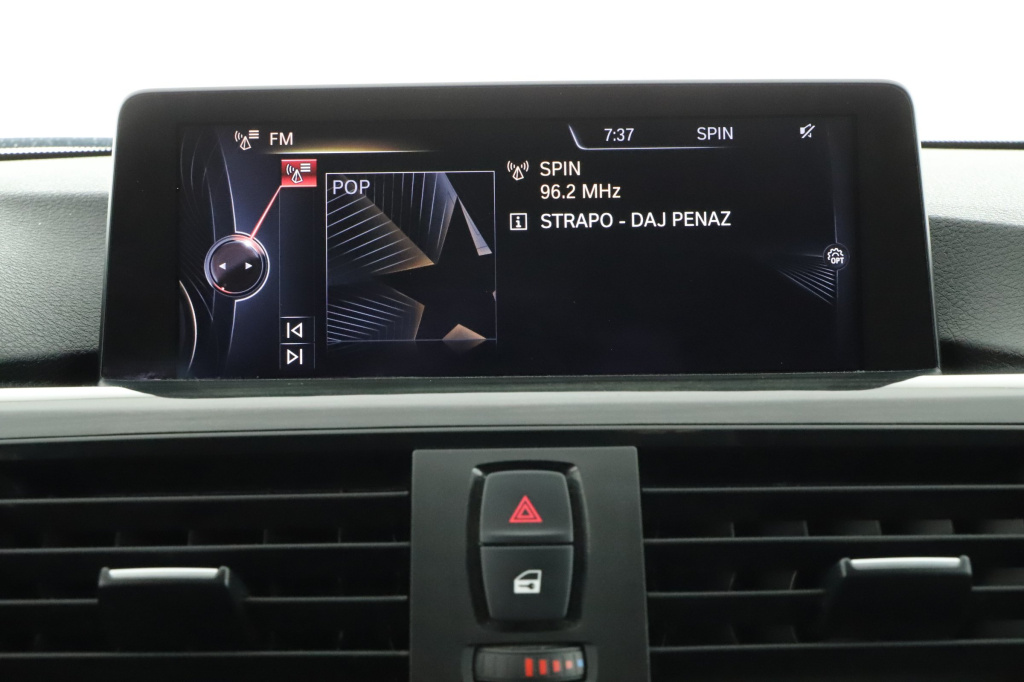 FM
7:37
SPIN
POP
SPIN
96.2 MHz
STRAPO - DAJ PENAZ
OPT